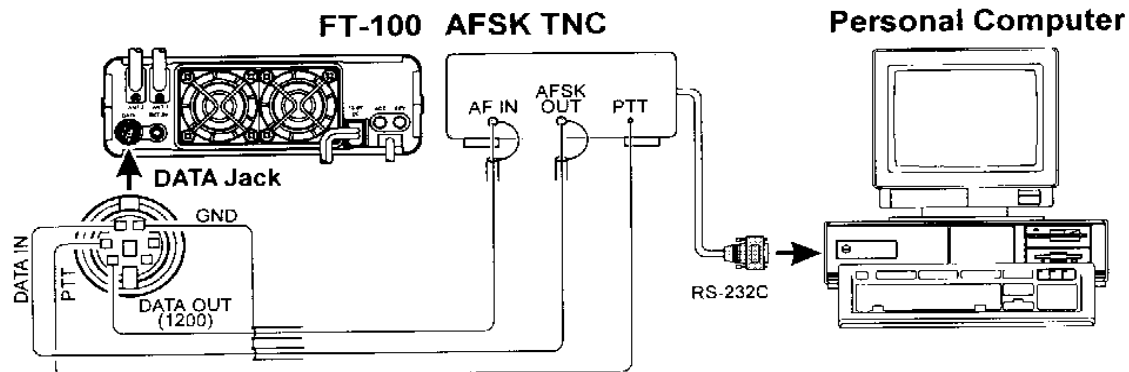 FT-100 AFSK TNC
Personal Computer
AF IN
AFSK
OUT
PTT
DATA Jack
GND
DATA IN
PTT
DATA OUT
(1200)
RS-232C